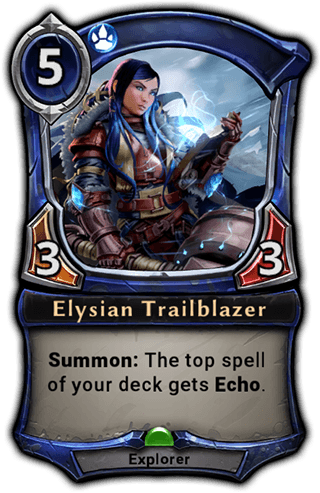 5
3
3
Elysian Trailblazer
Summon: The top spell
of your deck gets Echo.
Explorer